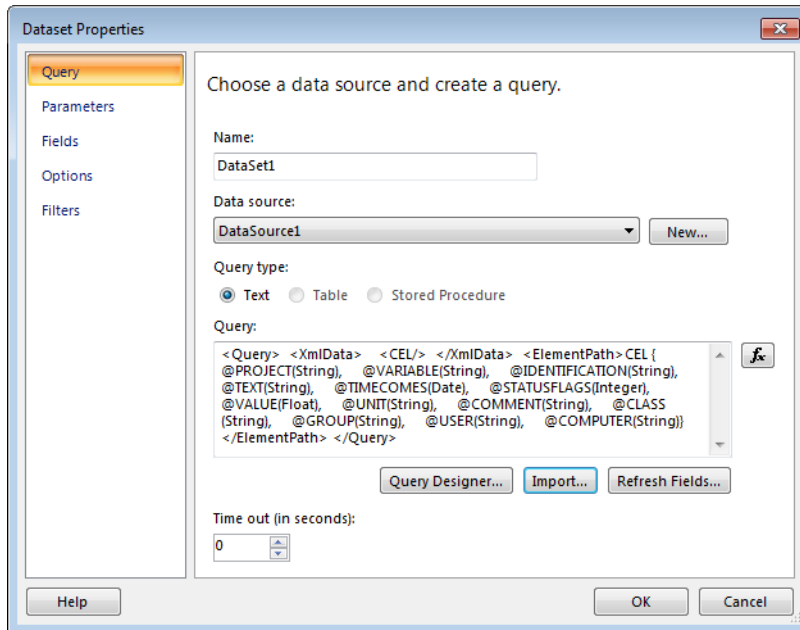 Dataset Properties
Query
Parameters
Fields
Options
Filters
Choose a data source and create a query.
Name:
DataSet1
Data source:
DataSource1
New...
Query type:
Text Table Stored Procedure
Query:
<Query> <XmlData> <CEL/> </XmlData> <ElementPath>CEL {
@PROJECT(String), @VARIABLE(String), @IDENTIFICATION(String),
@TEXT(String), @TIMECOMES(Date), @STATUSFLAGS(Integer),
@VALUE(Float), @UNIT(String), @COMMENT(String), @CLASS
(String), @GROUP(String), @USER(String), @COMPUTER(String)}
</ElementPath> </Query>
fx
Query Designer... Import... Refresh Fields...
Time out (in seconds):
0
Help OK Cancel